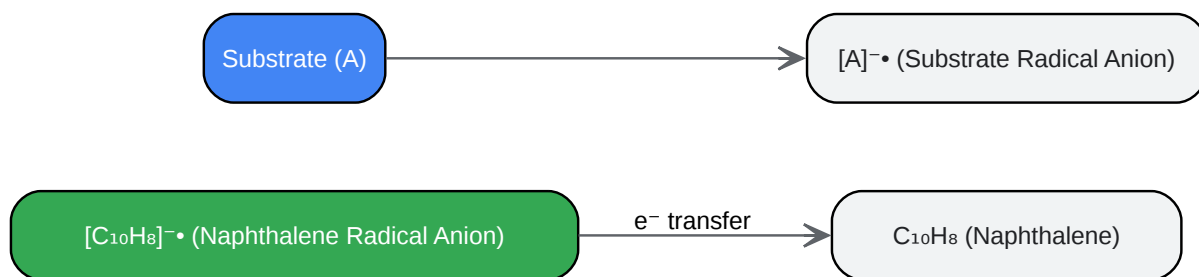 Substrate (A)
[A]⁻• (Substrate Radical Anion)
[C₁₀H₈]⁻• (Naphthalene Radical Anion)
e⁻ transfer
C₁₀H₈ (Naphthalene)